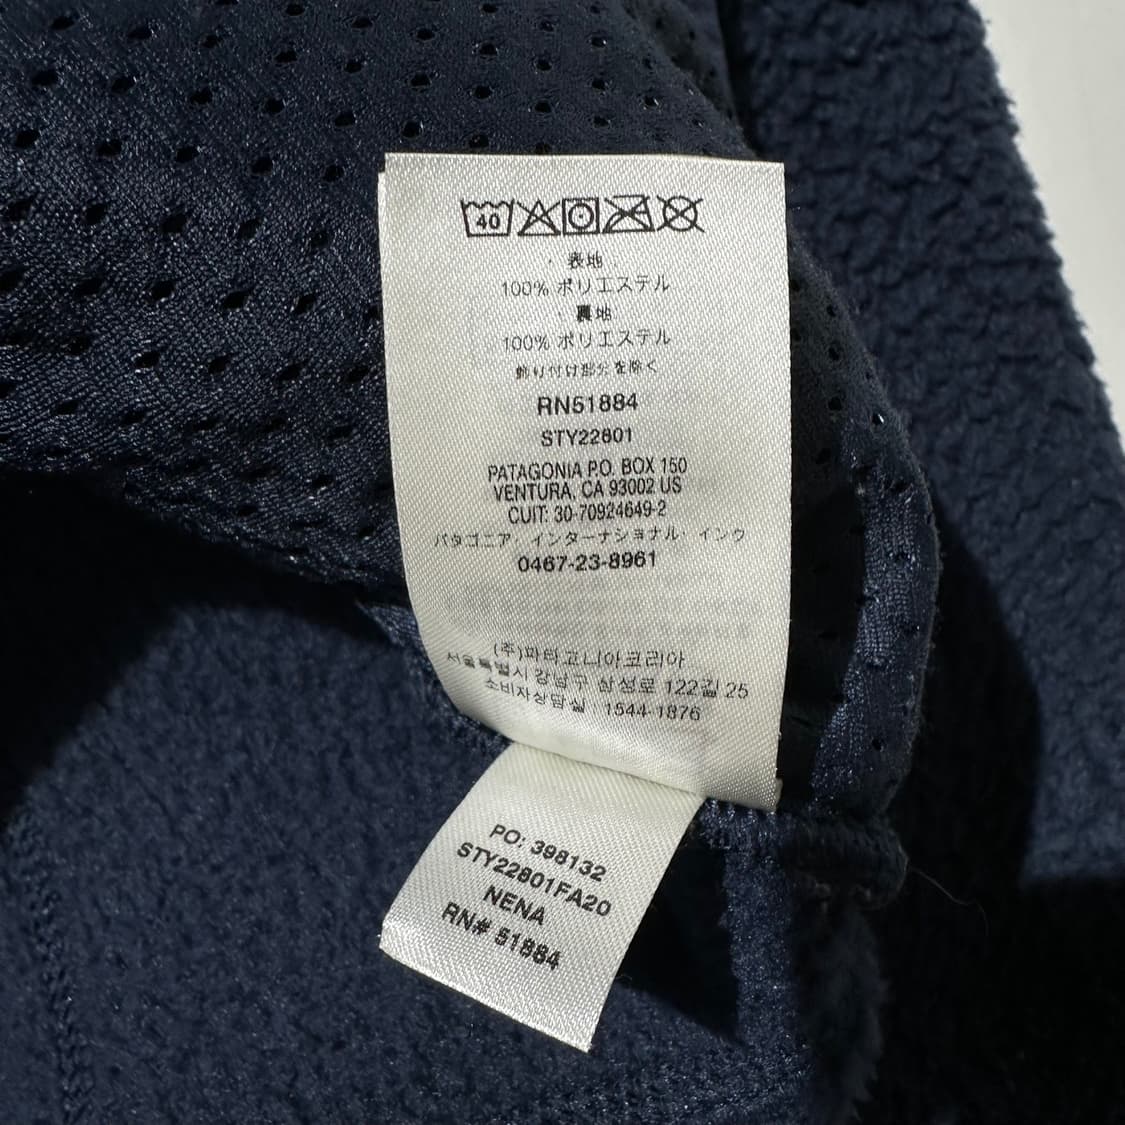 40
・ 表地
100% ポリエステル
・ 裏地
100% ポリエステル
飾り付け部分を除く
RN51884
STY22801
PATAGONIA P.O. BOX 150
VENTURA, CA 93002 US
CUIT: 30-70924649-2
パタゴニア・インターナショナル・インク
0467-23-8961
(주)파타고니아코리아
서울특별시 강남구 삼성로 122길 25
소비자상담실 : 1544-1876
PO: 398132
STY22801FA20
NENA
RN# 51884